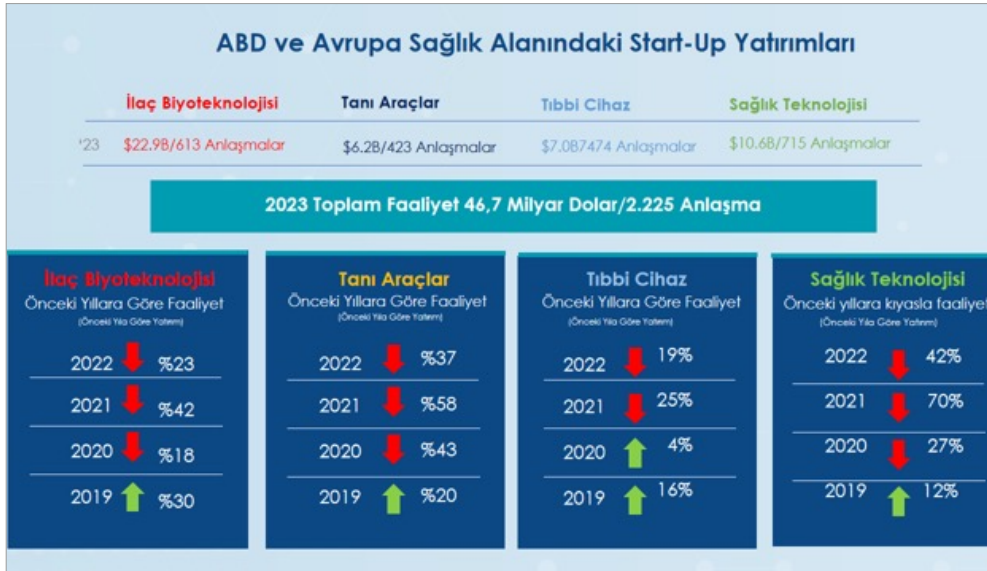 ABD ve Avrupa Sağlık Alanındaki Start-Up Yatırımları
İlaç Biyoteknolojisi Tanı Araçlar Tıbbi Cihaz Sağlık Teknolojisi
'23 $22.9B/613 Anlaşmalar $6.2B/423 Anlaşmalar $7.0B7474 Anlaşmalar $10.6B/715 Anlaşmalar
2023 Toplam Faaliyet 46,7 Milyar Dolar/2.225 Anlaşma
İlaç Biyoteknolojisi
Önceki Yıllara Göre Faaliyet
(Önceki Yıla Göre Yatırım)
2022 %23
2021 %42
2020 %18
2019 %30
Tanı Araçlar
Önceki Yıllara Göre Faaliyet
(Önceki Yıla Göre Yatırım)
2022 %37
2021 %58
2020 %43
2019 %20
Tıbbi Cihaz
Önceki Yıllara Göre Faaliyet
(Önceki Yıla Göre Yatırım)
2022 19%
2021 25%
2020 4%
2019 16%
Sağlık Teknolojisi
Önceki yıllara kıyasla faaliyet
(Önceki Yıla Göre Yatırım)
2022 42%
2021 70%
2020 27%
2019 12%